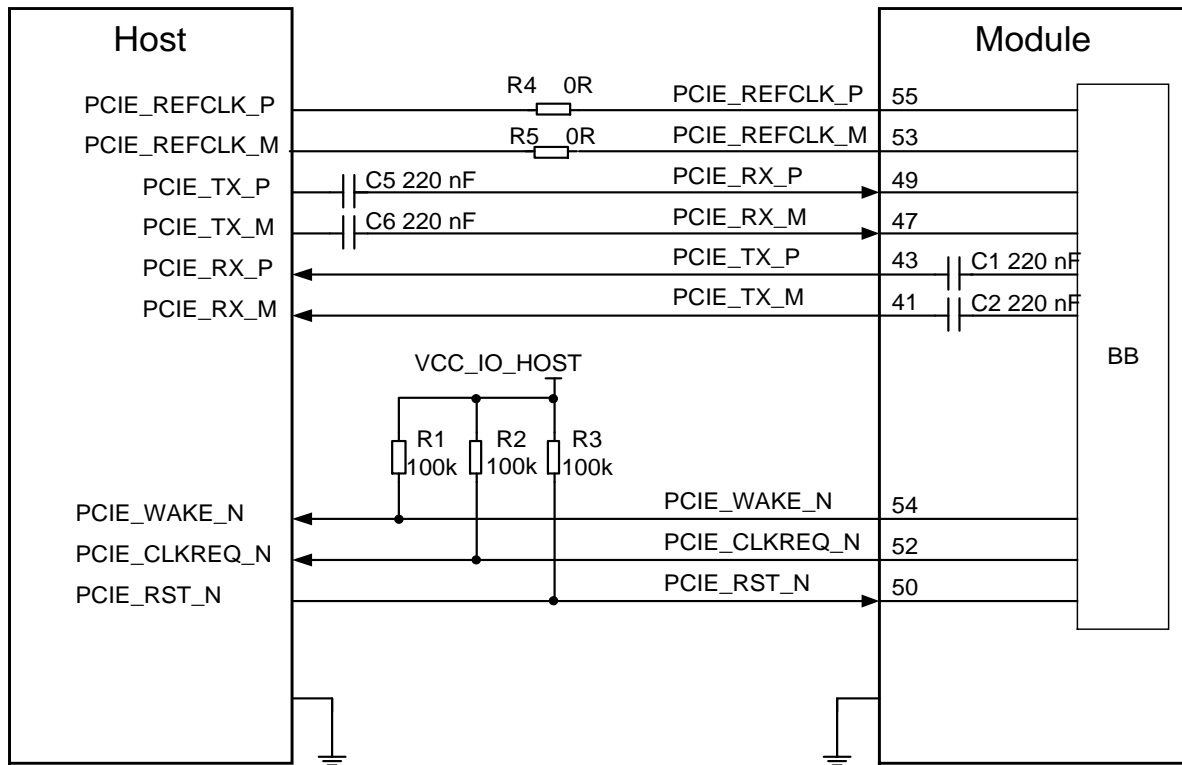 Host
Module
R4 0R
PCIE_REFCLK_P
PCIE_REFCLK_P
55
R5 0R
PCIE_REFCLK_M
PCIE_REFCLK_M
53
PCIE_TX_P
C5 220 nF
PCIE_RX_P
49
PCIE_TX_M
C6 220 nF
PCIE_RX_M
47
PCIE_RX_P
PCIE_TX_P
43
C1 220 nF
PCIE_RX_M
PCIE_TX_M
41
C2 220 nF
BB
VCC_IO_HOST
R1
100k
R2
100k
R3
100k
PCIE_WAKE_N
PCIE_WAKE_N
54
PCIE_CLKREQ_N
PCIE_CLKREQ_N
52
PCIE_RST_N
PCIE_RST_N
50